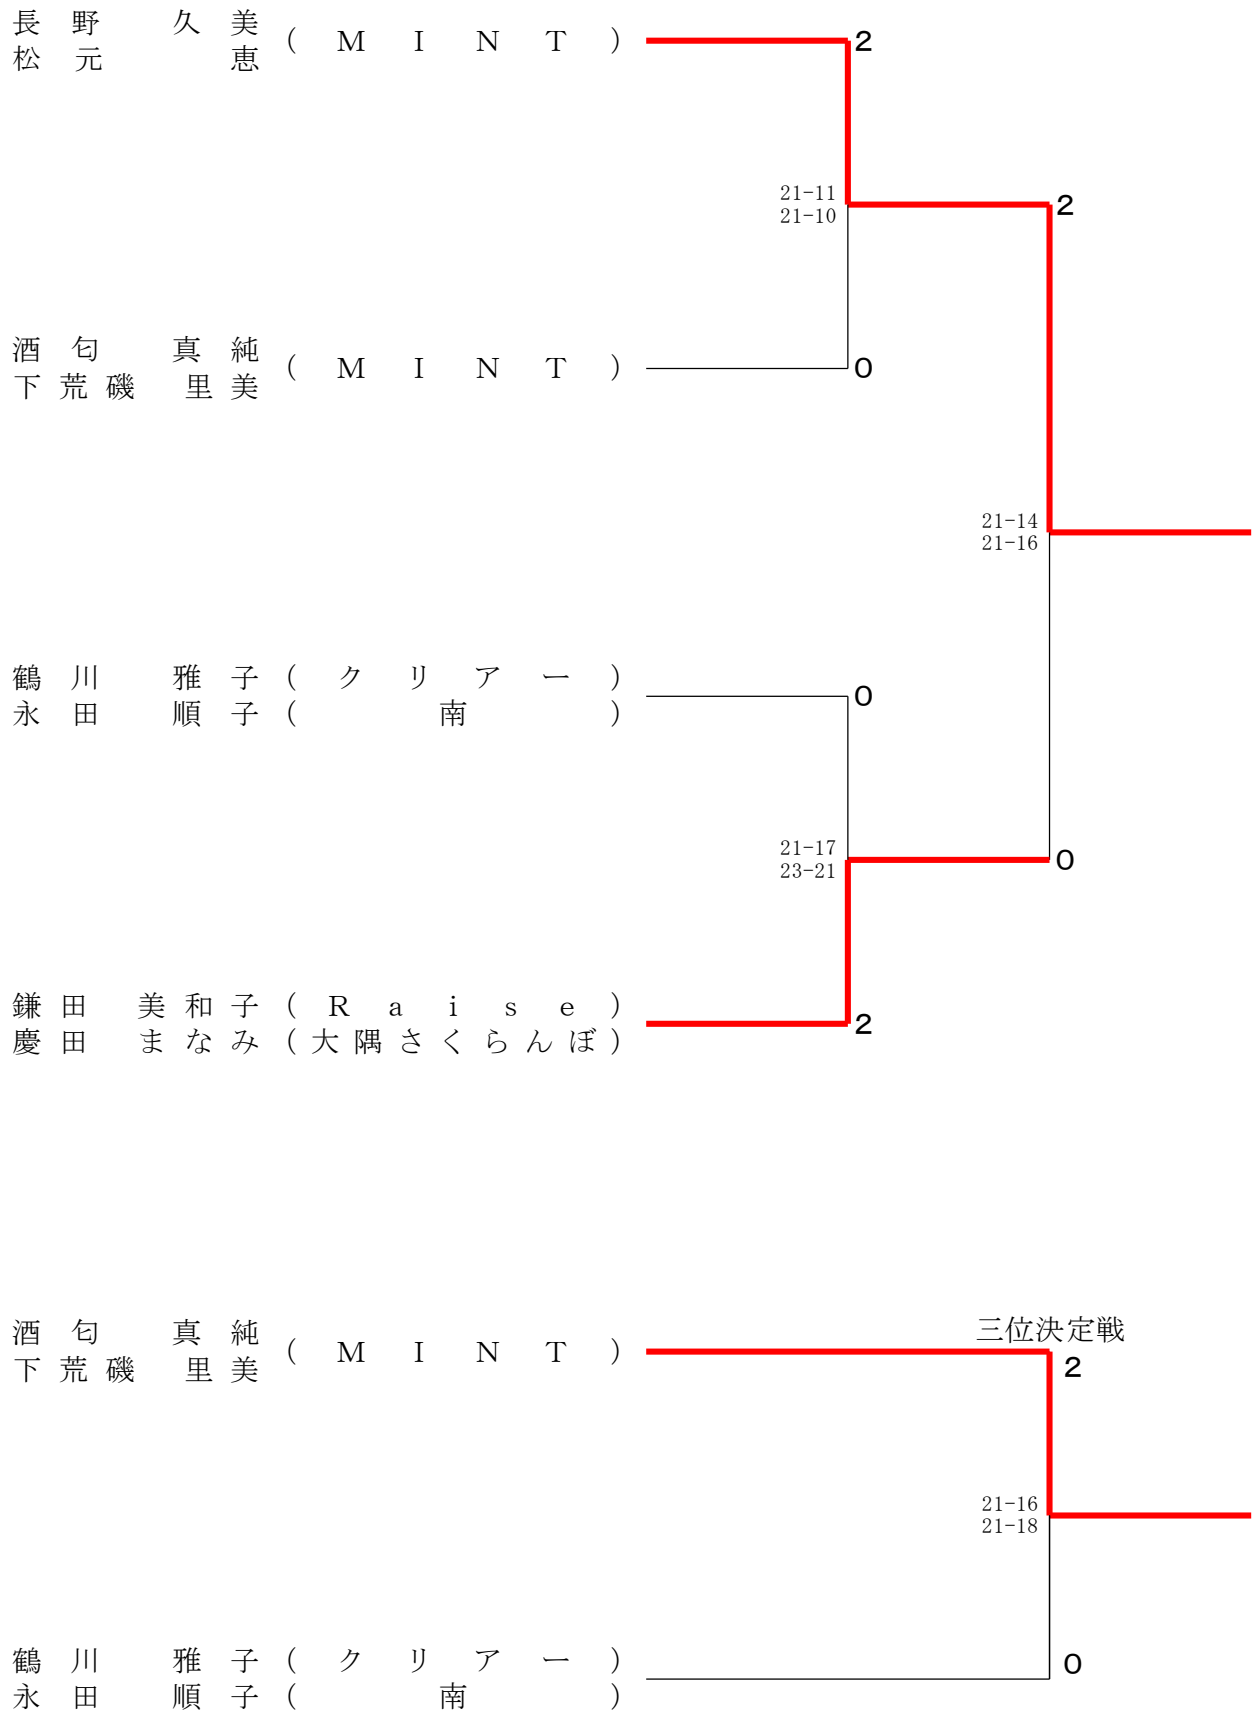 長野 久美 (MINT) 2
松元 恵
21-11
21-10
2
酒匂 真純 (MINT) 0
下荒磯 里美
21-14
21-16
鶴川 雅子 (クリアー) 0
永田 順子 (南)
21-17
23-21
0
鎌田 美和子 (Raise) 2
慶田 まなみ (大隅さくらんぼ)
三位決定戦
酒匂 真純 (MINT) 2
下荒磯 里美
21-16
21-18
鶴川 雅子 (クリアー) 0
永田 順子 (南)